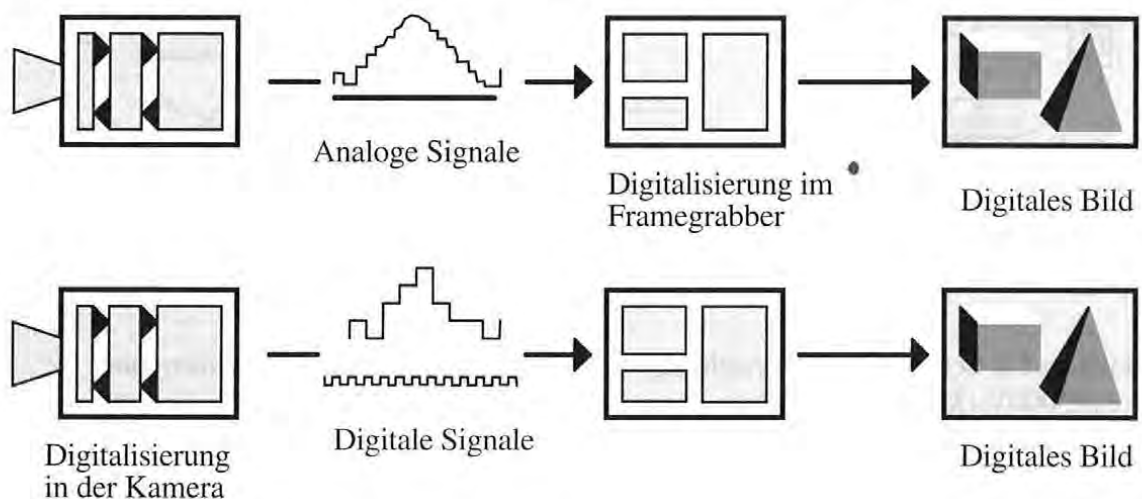 Analoge Signale
Digitalisierung im
Framegrabber
Digitales Bild
Digitalisierung
in der Kamera
Digitale Signale
Digitales Bild